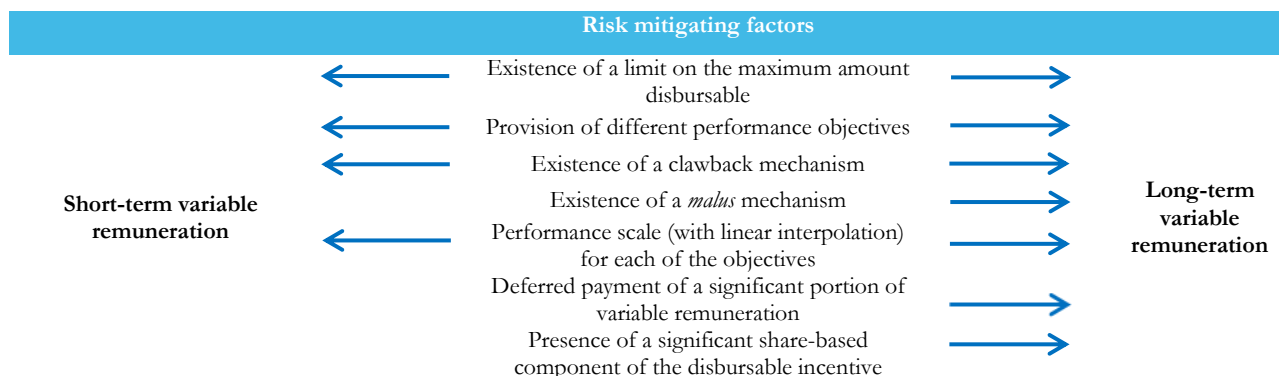 Risk mitigating factors
Existence of a limit on the maximum amount
disbursable
Provision of different performance objectives
Existence of a clawback mechanism
Existence of a malus mechanism
Performance scale (with linear interpolation)
for each of the objectives
Deferred payment of a significant portion of
variable remuneration
Presence of a significant share-based
component of the disbursable incentive
Short-term variable
remuneration
Long-term
variable
remuneration